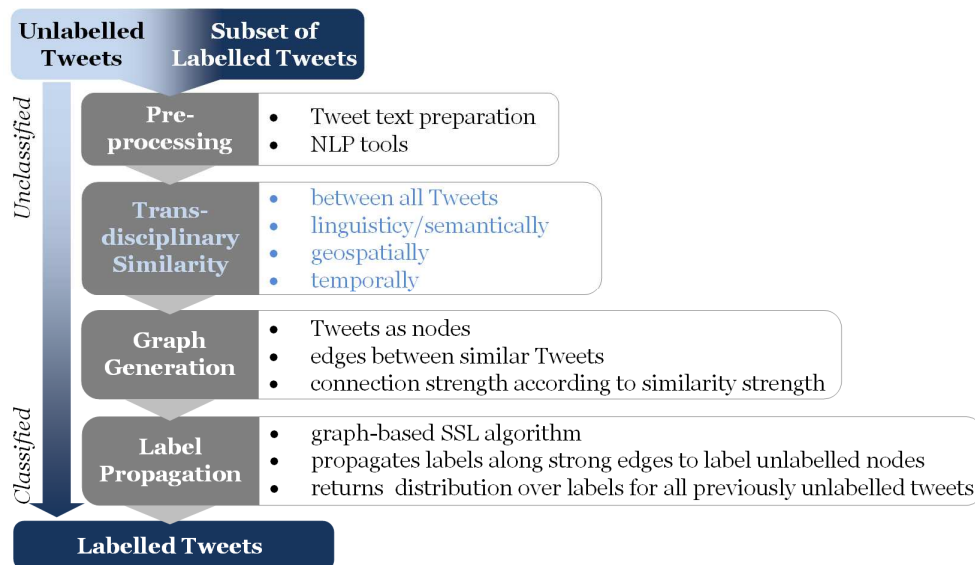 Unlabelled
Tweets
Subset of
Labelled Tweets
Unclassified
Pre-
processing
• Tweet text preparation
• NLP tools
Trans-
disciplinary
Similarity
• between all Tweets
• linguisticy/semantically
• geospatially
• temporally
Graph
Generation
• Tweets as nodes
• edges between similar Tweets
• connection strength according to similarity strength
Classified
Label
Propagation
• graph-based SSL algorithm
• propagates labels along strong edges to label unlabelled nodes
• returns distribution over labels for all previously unlabelled tweets
Labelled Tweets